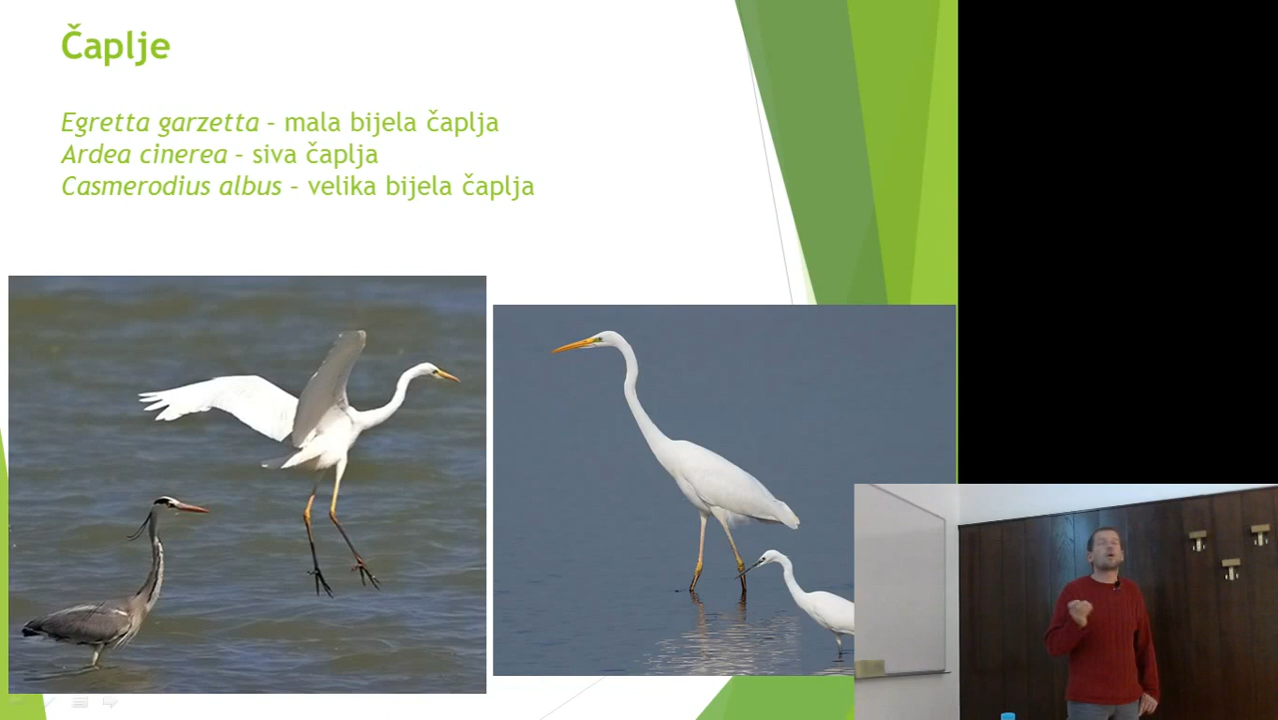 Čaplje
Egretta garzetta – mala bijela čaplja
Ardea cinerea – siva čaplja
Casmerodius albus – velika bijela čaplja